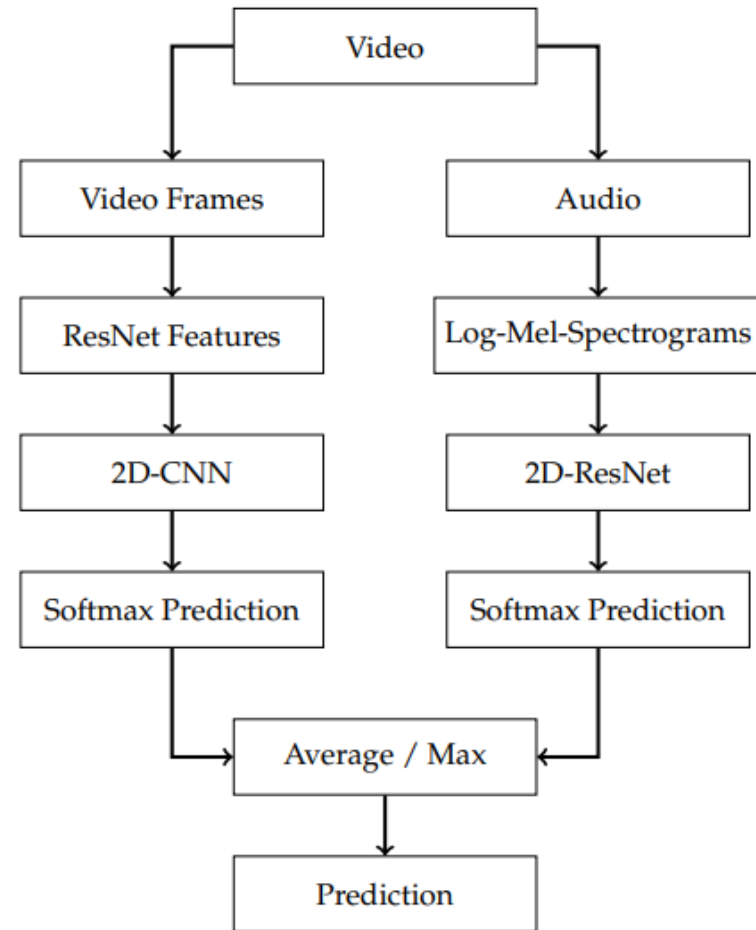 Video
Video Frames
Audio
ResNet Features
Log-Mel-Spectrograms
2D-CNN
2D-ResNet
Softmax Prediction
Softmax Prediction
Average / Max
Prediction